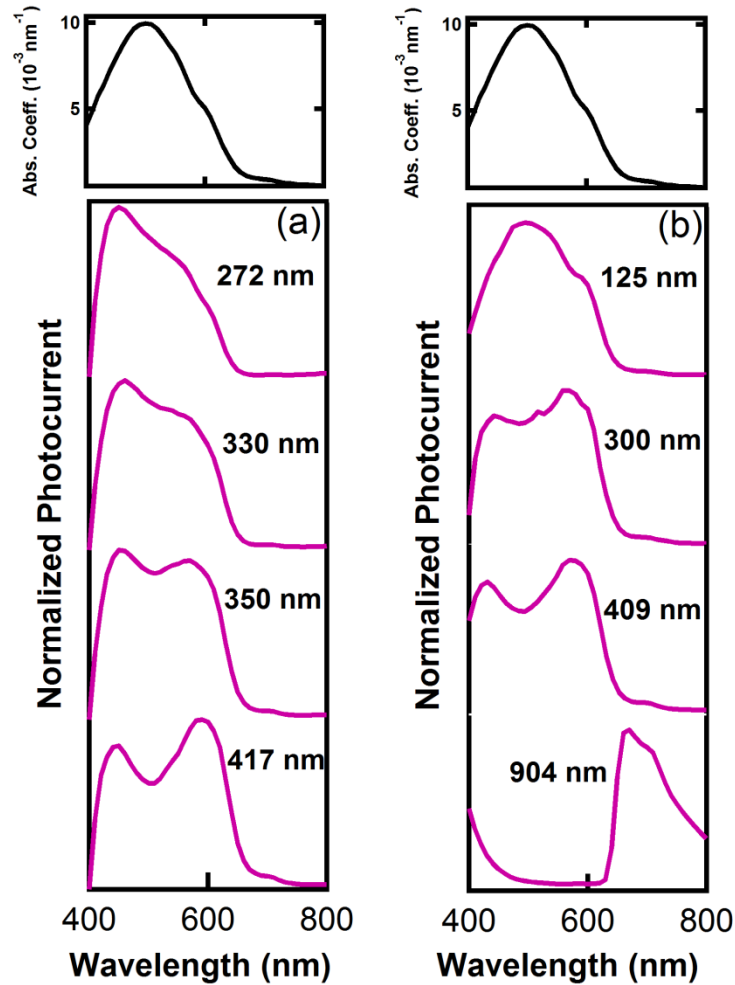 Abs. Coeff. (10⁻³ nm⁻¹)
10
5
(a)
272 nm
330 nm
350 nm
417 nm
Normalized Photocurrent
400
600
800
Wavelength (nm)
Abs. Coeff. (10⁻³ nm⁻¹)
10
5
(b)
125 nm
300 nm
409 nm
904 nm
Normalized Photocurrent
400
600
800
Wavelength (nm)